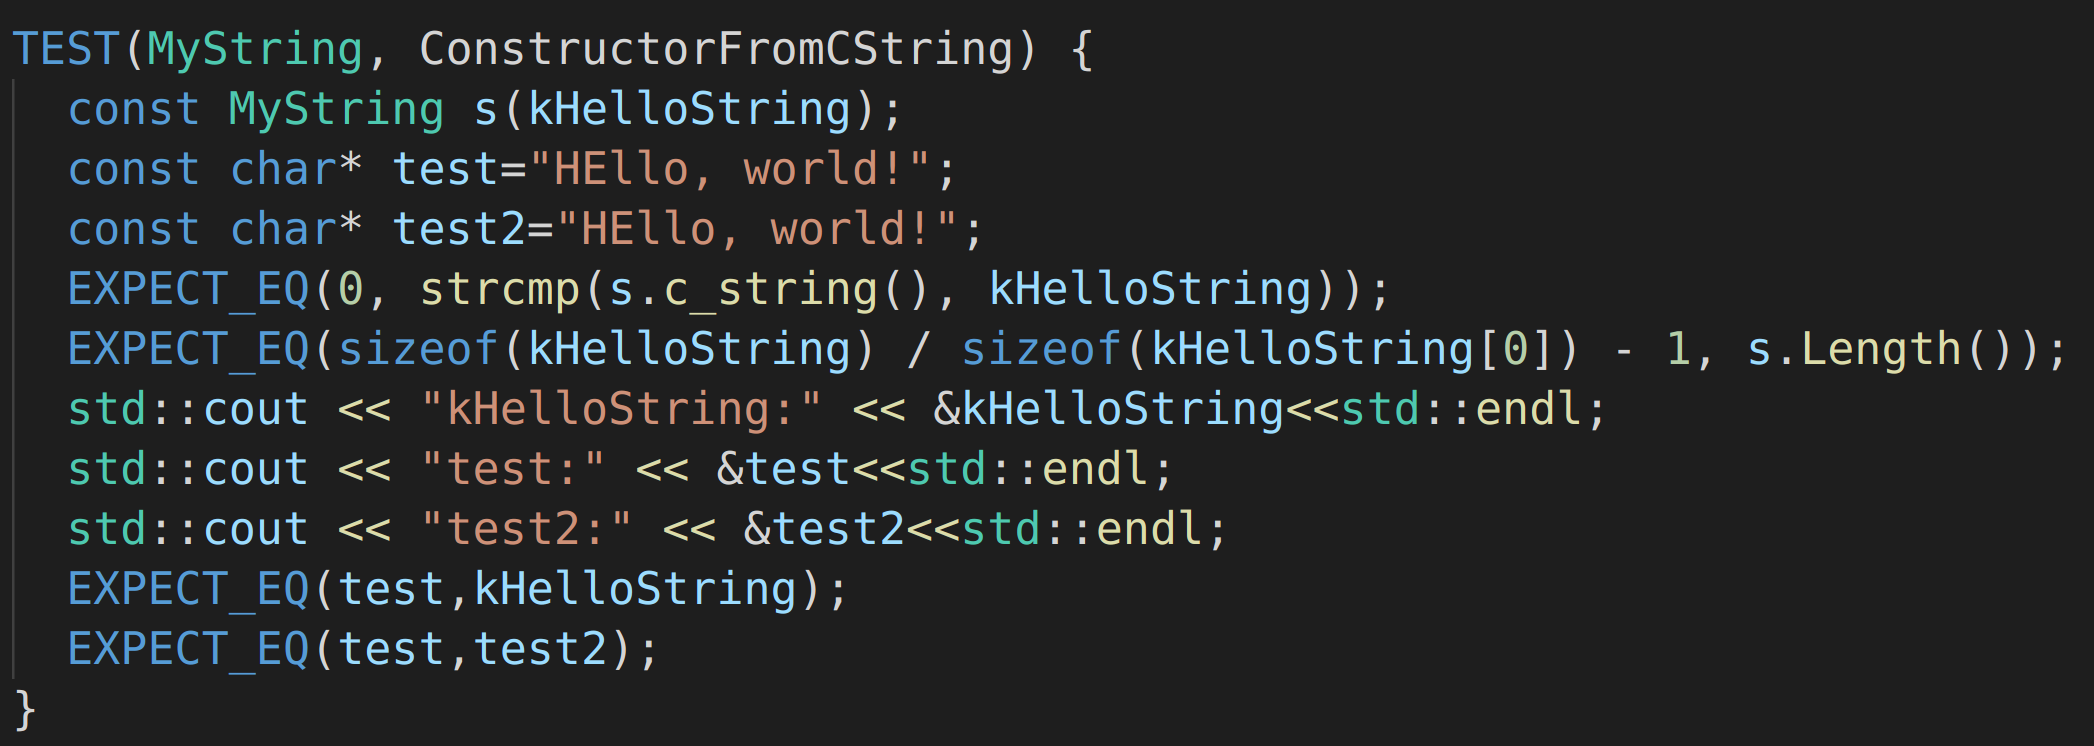 TEST(MyString, ConstructorFromCString) {
  const MyString s(kHelloString);
  const char* test="HEllo, world!";
  const char* test2="HEllo, world!";
  EXPECT_EQ(0, strcmp(s.c_string(), kHelloString));
  EXPECT_EQ(sizeof(kHelloString) / sizeof(kHelloString[0]) - 1, s.Length());
  std::cout << "kHelloString:" << &kHelloString<<std::endl;
  std::cout << "test:" << &test<<std::endl;
  std::cout << "test2:" << &test2<<std::endl;
  EXPECT_EQ(test,kHelloString);
  EXPECT_EQ(test,test2);
}